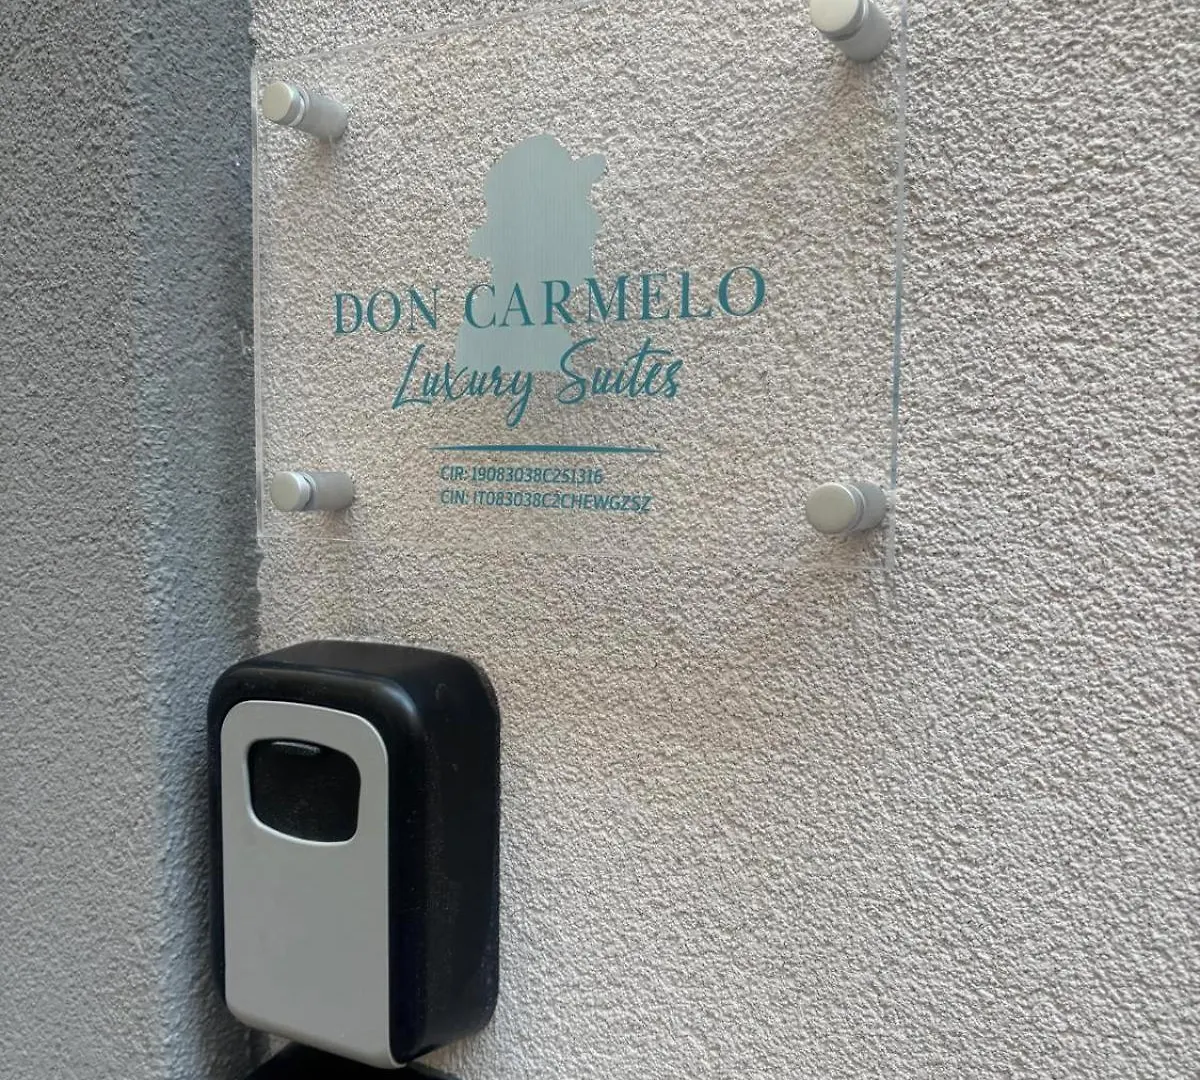 DON CARMELO
Luxury Suites
CIR: 19083038C251316
CIN: IT083038C2CHEWGZSZ